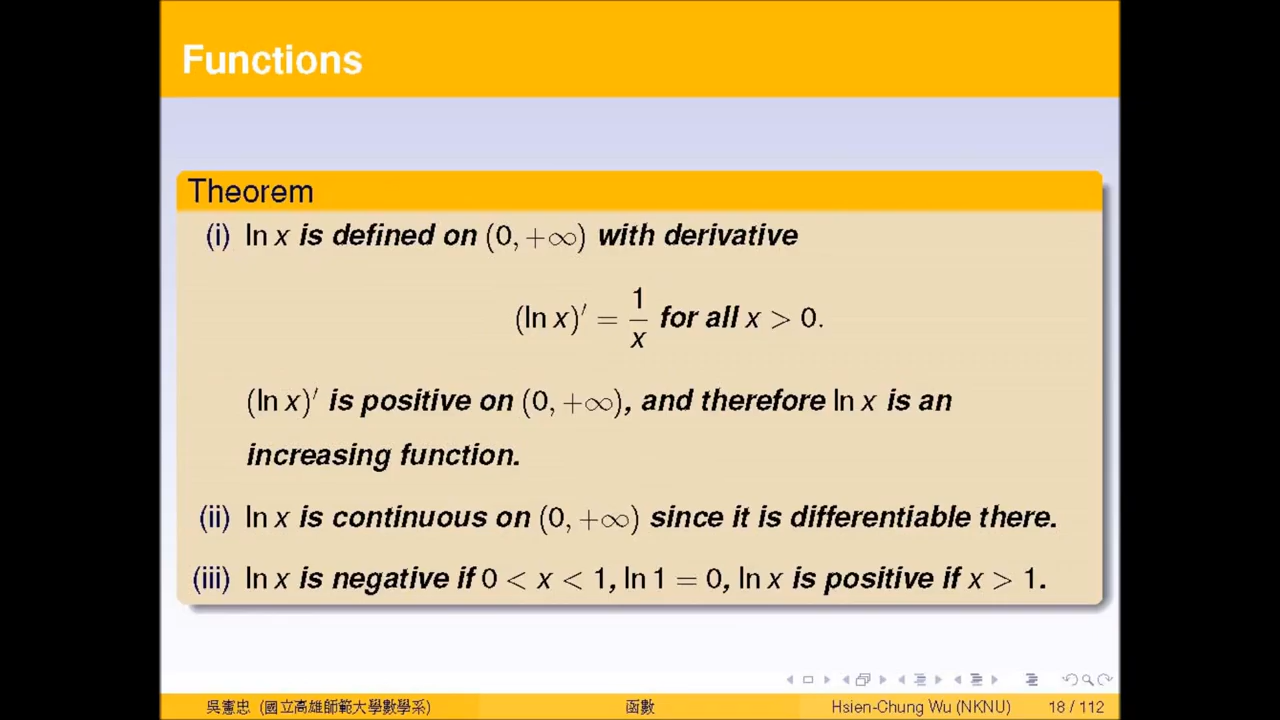 Functions
Theorem
(i) ln x is defined on (0, +∞) with derivative
(ln x)′ = 1/x for all x > 0.
(ln x)′ is positive on (0, +∞), and therefore ln x is an
increasing function.
(ii) ln x is continuous on (0, +∞) since it is differentiable there.
(iii) ln x is negative if 0 < x < 1, ln 1 = 0, ln x is positive if x > 1.
吳憲忠 (國立高雄師範大學數學系) 函數 Hsien-Chung Wu (NKNU) 18 / 112